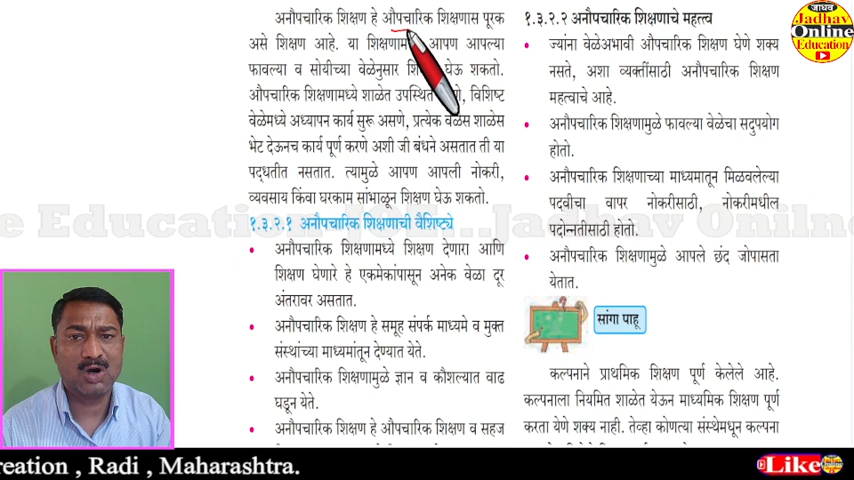 अनौपचारिक शिक्षण हे औपचारिक शिक्षणास पूरक
असे शिक्षण आहे. या आपण आपल्या
फावल्या व सोयीच्या वेळेनुसार घेऊ शकतो.
औपचारिक शिक्षणामध्ये शाळेत विशिष्ट
वेळेमध्ये अध्यापन कार्य सुरू असणे, प्रत्येक वेळेस शाळेस
भेट देऊनच कार्य पूर्ण करणे अशी जी बंधने असतात ती या
पद्धतीत नसतात. त्यामुळे आपण आपली नोकरी,
व्यवसाय किंवा घरकाम सांभाळून शिक्षण घेऊ शकतो.
१.३.२.१ अनौपचारिक शिक्षणाची वैशिष्ट्ये
• अनौपचारिक शिक्षणामध्ये शिक्षण देणारा आणि
शिक्षण घेणारे हे एकमेकांपासून अनेक वेळा दूर
अंतरावर असतात.
• अनौपचारिक शिक्षण हे समूह संपर्क माध्यमे व मुक्त
संस्थांच्या माध्यमांतून देण्यात येते.
• अनौपचारिक शिक्षणामुळे ज्ञान व कौशल्यात वाढ
घडून येते.
• अनौपचारिक शिक्षण हे औपचारिक शिक्षण व सहज
१.३.२.२ अनौपचारिक शिक्षणाचे महत्त्व
• ज्यांना वेळेअभावी औपचारिक शिक्षण घेणे शक्य
नसते, अशा व्यक्तींसाठी अनौपचारिक शिक्षण
महत्वाचे आहे.
• अनौपचारिक शिक्षणामुळे फावल्या वेळेचा सदुपयोग
होतो.
• अनौपचारिक शिक्षणाच्या माध्यमातून मिळवलेल्या
पदवीचा वापर नोकरीसाठी, नोकरीमधील
पदोन्नतीसाठी होतो.
• अनौपचारिक शिक्षणामुळे आपले छंद जोपासता
येतात.
सांगा पाहू
कल्पनाने प्राथमिक शिक्षण पूर्ण केलेले आहे.
कल्पनाला नियमित शाळेत येऊन माध्यमिक शिक्षण पूर्ण
करता येणे शक्य नाही. तेव्हा कोणत्या संस्थेमधून कल्पना
जाधव
Jadhav
Online
Education
e Education Jadhav Onilne
reation , Radi , Maharashtra.
Like